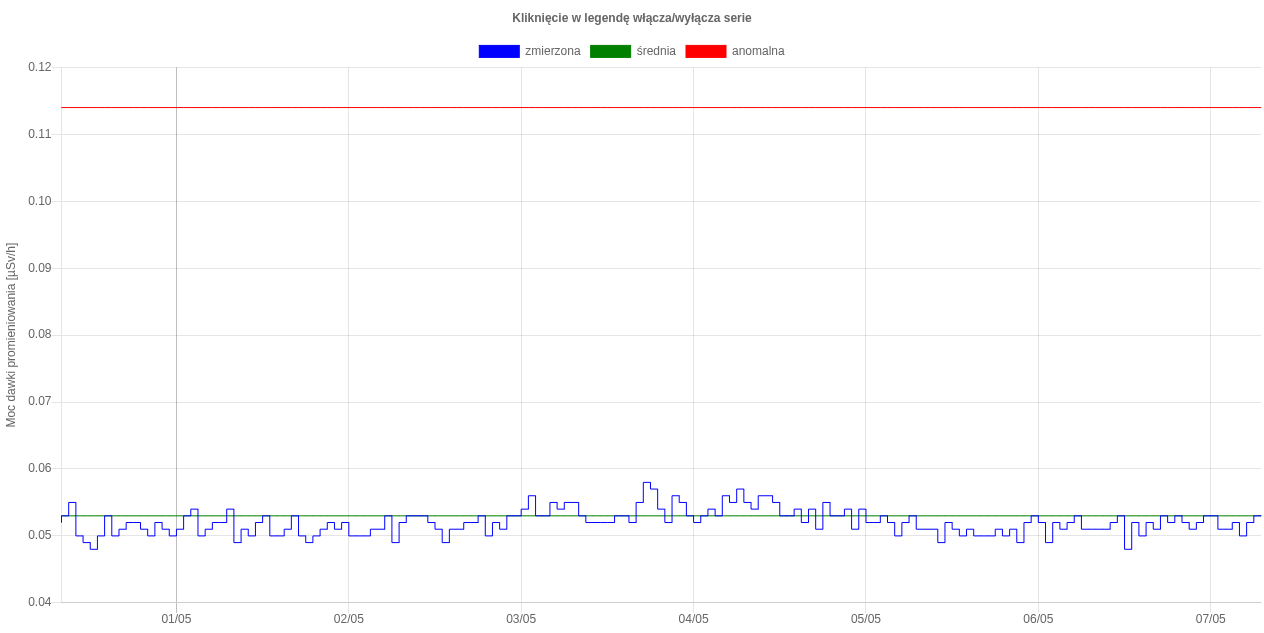 Kliknięcie w legendę włącza/wyłącza serie
zmierzona średnia anomalna
Moc dawki promieniowania [µSv/h]
0.12
0.11
0.10
0.09
0.08
0.07
0.06
0.05
0.04
01/05 02/05 03/05 04/05 05/05 06/05 07/05